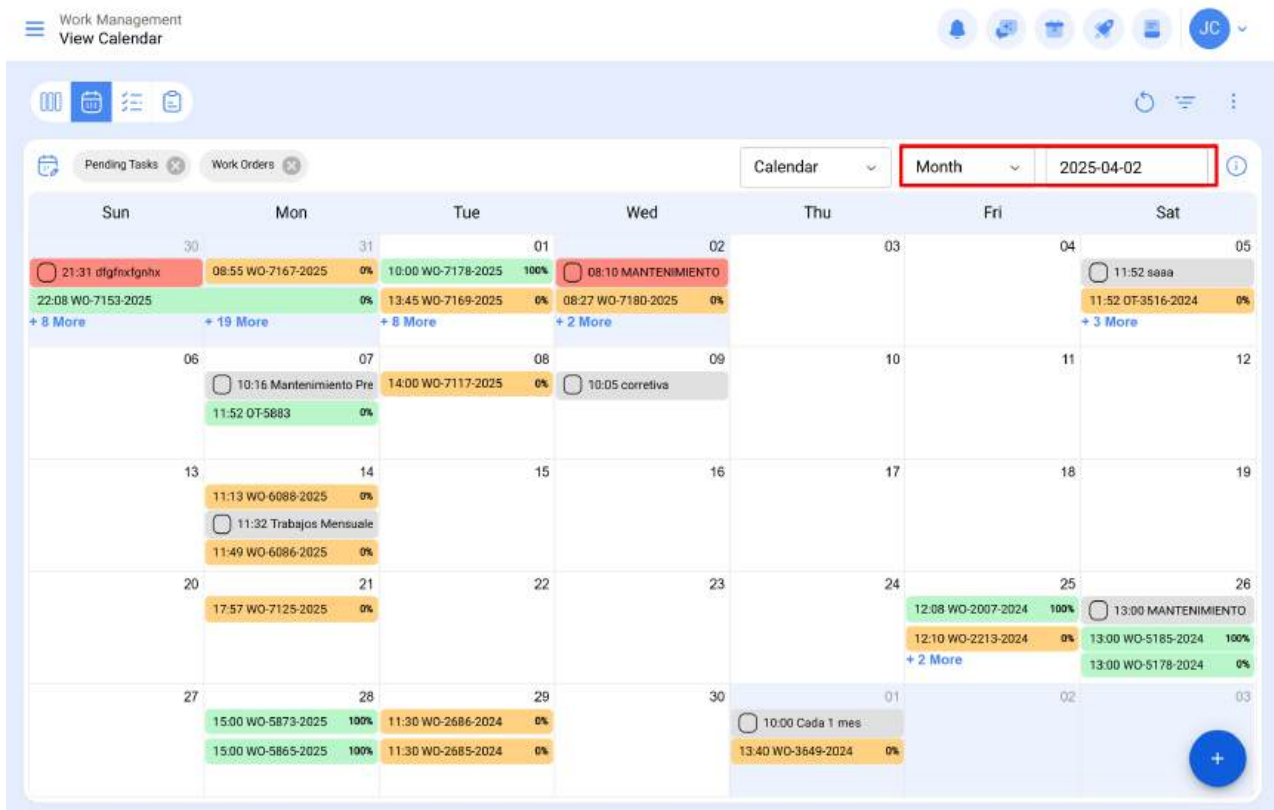 Work Management
View Calendar
JC
Pending Tasks
Work Orders
Calendar
Month
2025-04-02
Sun Mon Tue Wed Thu Fri Sat
30 31 01 02 03 04 05
21:31 dfgfnxfgnhx 08:55 WO-7167-2025 0% 10:00 WO-7178-2025 100% 08:10 MANTENIMIENTO 11:52 saaa
22:08 WO-7153-2025 0% 13:45 WO-7169-2025 0% 08:27 WO-7180-2025 0% 11:52 OT-3516-2024 0%
+ 8 More + 19 More + 8 More + 2 More + 3 More
06 07 08 09 10 11 12
10:16 Mantenimiento Pre 14:00 WO-7117-2025 0% 10:05 corretiva
11:52 OT-5883 0%
13 14 15 16 17 18 19
11:13 WO-6088-2025 0%
11:32 Trabajos Mensuale
11:49 WO-6086-2025 0%
20 21 22 23 24 25 26
17:57 WO-7125-2025 0% 12:08 WO-2007-2024 100% 13:00 MANTENIMIENTO
12:10 WO-2213-2024 0% 13:00 WO-5185-2024 100%
+ 2 More 13:00 WO-5178-2024 0%
27 28 29 30 01 02 03
15:00 WO-5873-2025 100% 11:30 WO-2686-2024 0% 10:00 Cada 1 mes
15:00 WO-5865-2025 100% 11:30 WO-2685-2024 0% 13:40 WO-3649-2024 0%
+